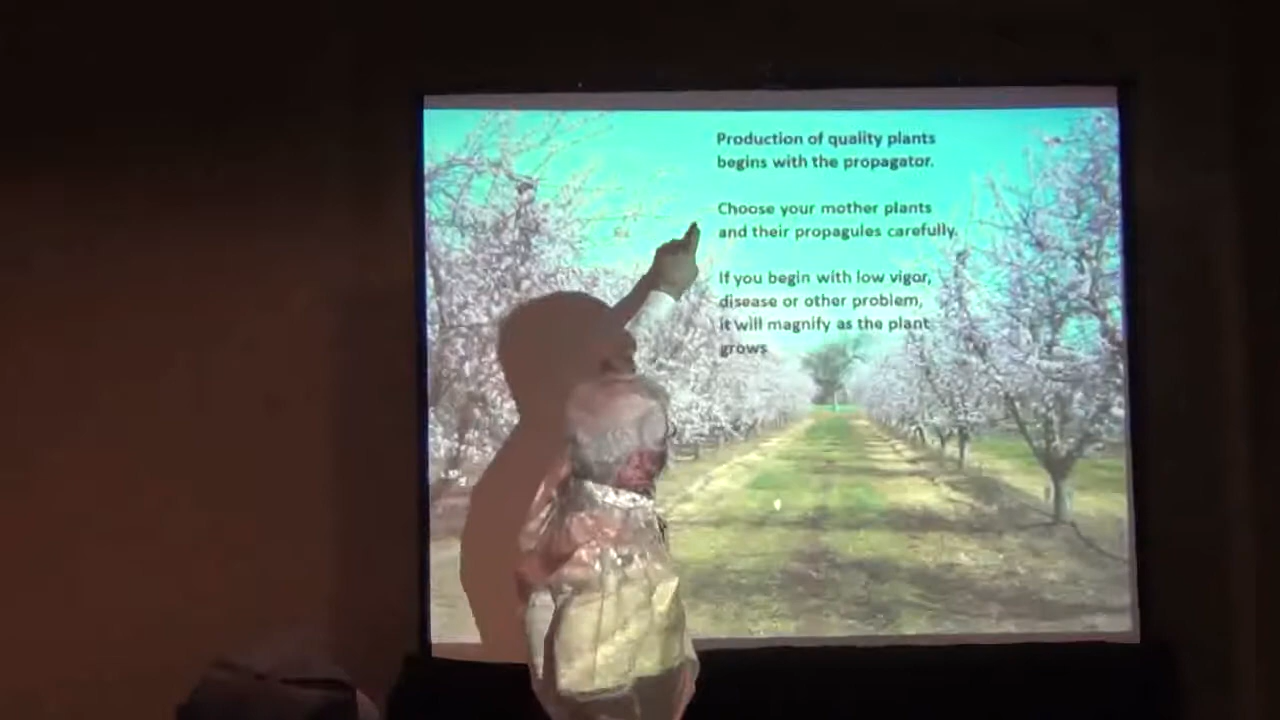 Production of quality plants
begins with the propagator.
Choose your mother plants
and their propagules carefully.
If you begin with low vigor,
disease or other problem,
it will magnify as the plant
grows